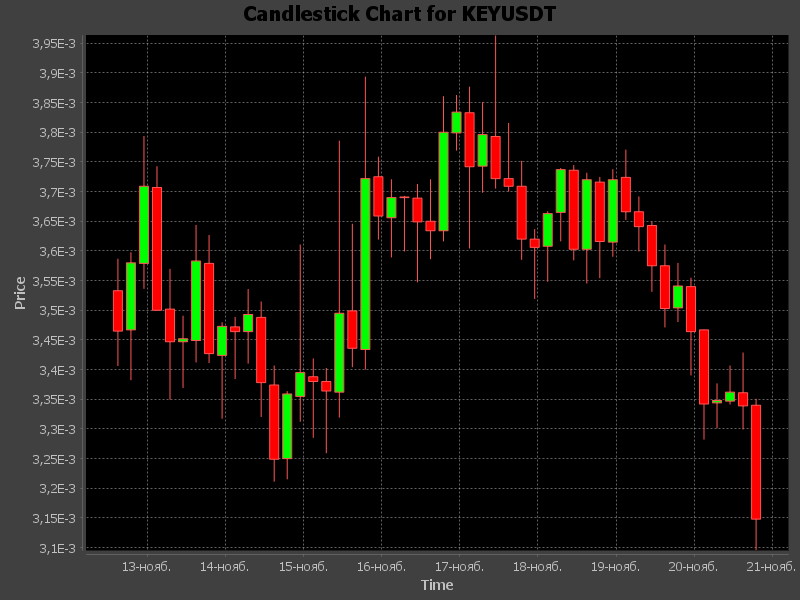 Candlestick Chart for KEYUSDT
Price
3,95E-3
3,9E-3
3,85E-3
3,8E-3
3,75E-3
3,7E-3
3,65E-3
3,6E-3
3,55E-3
3,5E-3
3,45E-3
3,4E-3
3,35E-3
3,3E-3
3,25E-3
3,2E-3
3,15E-3
3,1E-3
13-нояб. 14-нояб. 15-нояб. 16-нояб. 17-нояб. 18-нояб. 19-нояб. 20-нояб. 21-нояб.
Time